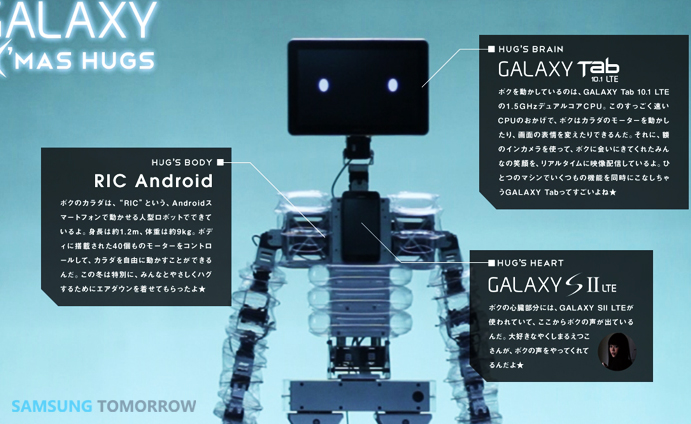 GALAXY
X'MAS HUGS
HUG'S BRAIN
GALAXY Tab
10.1 LTE
ボクを動かしているのは、GALAXY Tab 10.1 LTE
の1.5GHzデュアルコアCPU。このすっごく速い
CPUのおかげで、ボクはカラダのモーターを動かし
たり、画面の表情を変えたりできるんだ。それに、額
のインカメラを使って、ボクに会いにきてくれたみん
なの笑顔を、リアルタイムに映像配信しているよ。ひ
とつのマシンでいくつもの機能を同時にこなしちゃ
うGALAXY Tabってすごいよね★
HUG'S BODY
RIC Android
ボクのカラダは、“RIC”という、Androidス
マートフォンで動かせる人型ロボットでできて
いるよ。身長は約1.2m、体重は約9kg。ボデ
ィに搭載された40個ものモーターをコントロ
ールして、カラダを自由に動かすことができる
んだ。この冬は特別に、みんなとやさしくハグ
するためにエアダウンを着せてもらったよ★
HUG'S HEART
GALAXY S II LTE
ボクの心臓部分には、GALAXY SII LTEが
使われていて、ここからボクの声が出ている
んだ。大好きなやくしまるえつこ
さんが、ボクの声をやってくれて
るんだよ★
SAMSUNG TOMORROW